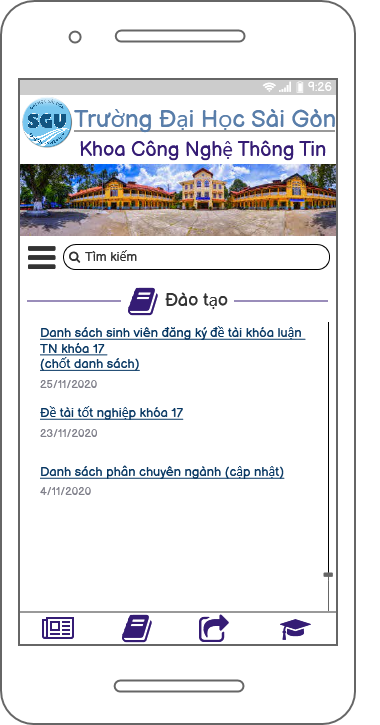 9:26
SGU
Trường Đại Học Sài Gòn
Khoa Công Nghệ Thông Tin
Tìm kiếm
Đào tạo
Danh sách sinh viên đăng ký đề tài khóa luận
TN khóa 17
(chốt danh sách)
25/11/2020
Đề tài tốt nghiệp khóa 17
23/11/2020
Danh sách phân chuyên ngành (cập nhật)
4/11/2020